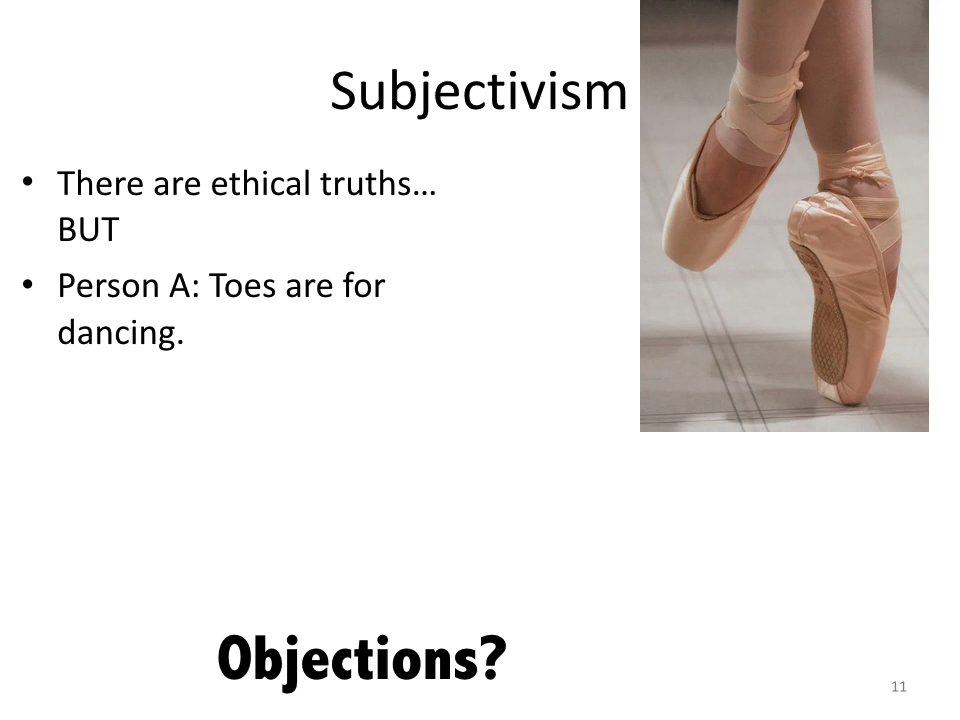 Subjectivism
• There are ethical truths…
BUT
• Person A: Toes are for
dancing.
Objections?
11